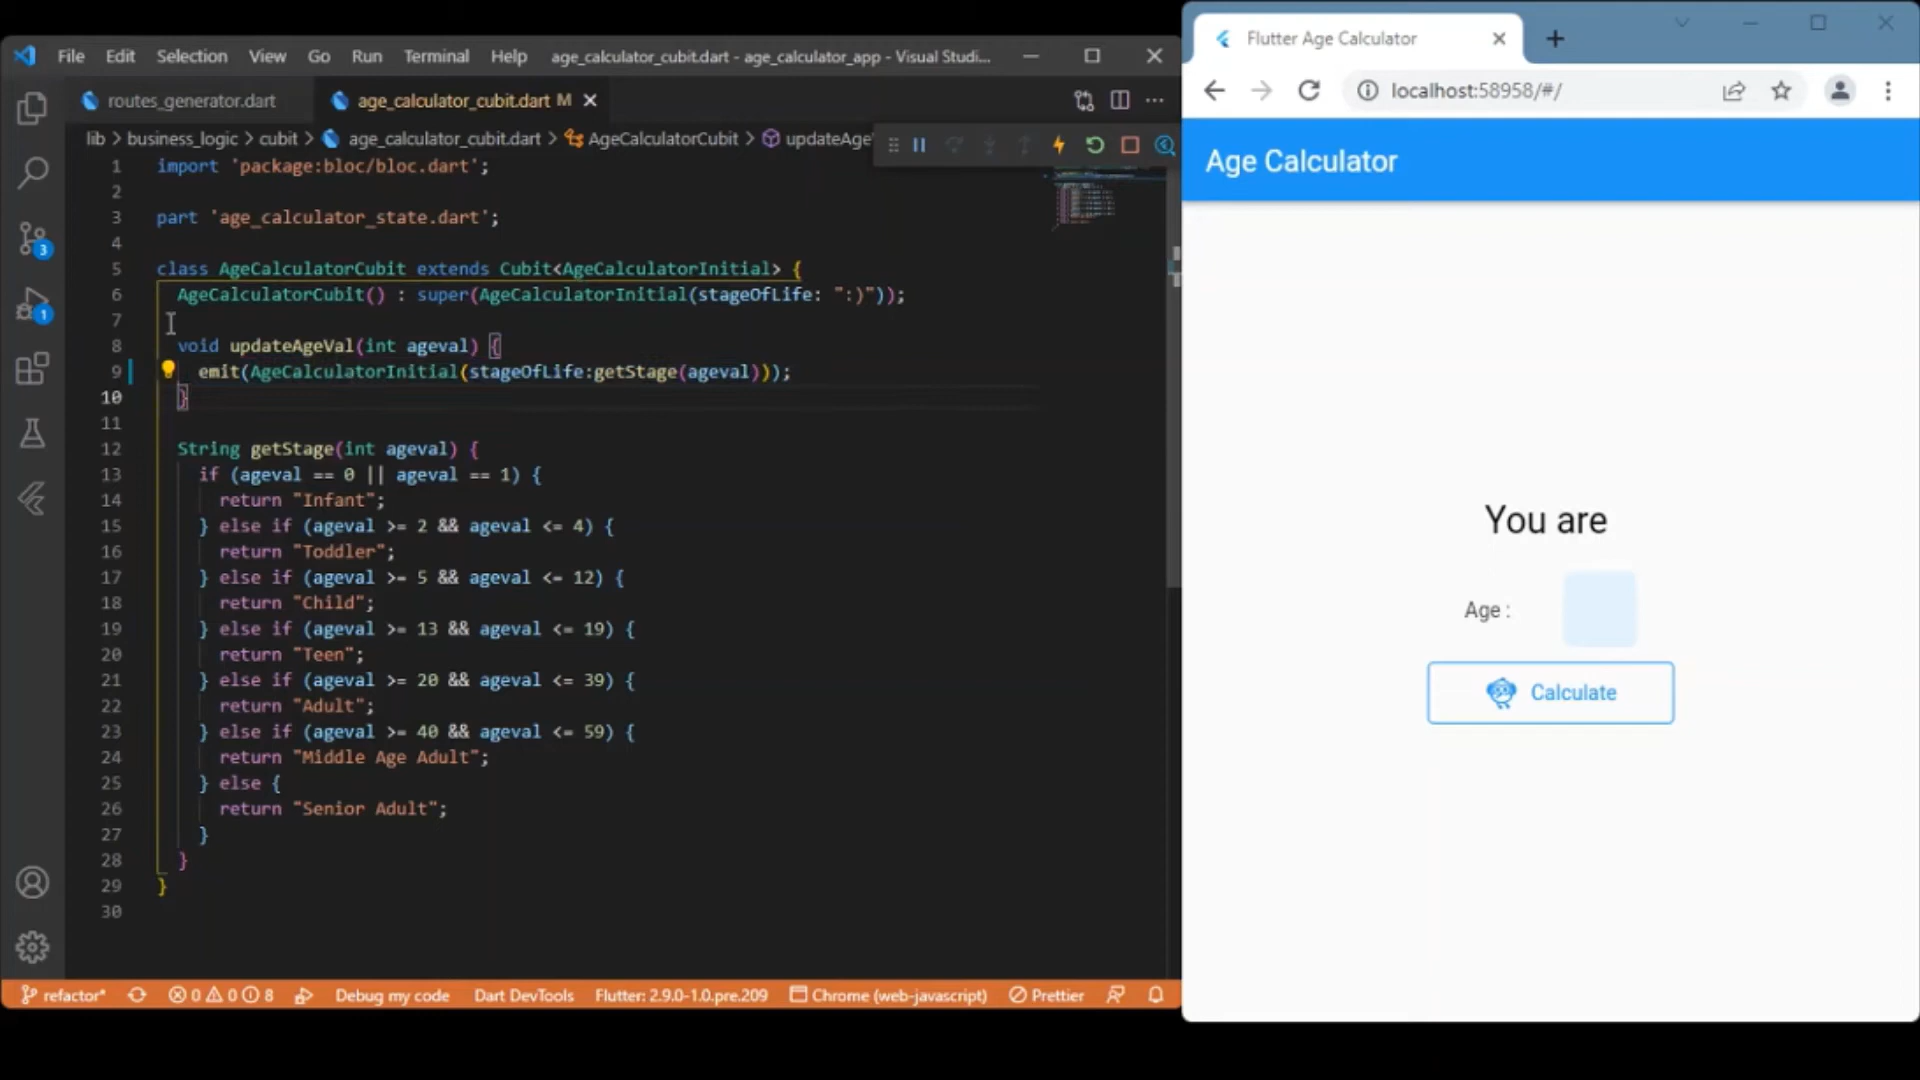 File Edit Selection View Go Run Terminal Help age_calculator_cubit.dart - age_calculator_app - Visual Studi...
routes_generator.dart age_calculator_cubit.dart M
lib > business_logic > cubit > age_calculator_cubit.dart > AgeCalculatorCubit > updateAge
1 import 'package:bloc/bloc.dart';
2
3 part 'age_calculator_state.dart';
4
5 class AgeCalculatorCubit extends Cubit<AgeCalculatorInitial> {
6 AgeCalculatorCubit() : super(AgeCalculatorInitial(stageOfLife: ":)"));
7
8 void updateAgeVal(int ageval) {
9 emit(AgeCalculatorInitial(stageOfLife:getStage(ageval)));
10 }
11
12 String getStage(int ageval) {
13 if (ageval == 0 || ageval == 1) {
14 return "Infant";
15 } else if (ageval >= 2 && ageval <= 4) {
16 return "Toddler";
17 } else if (ageval >= 5 && ageval <= 12) {
18 return "Child";
19 } else if (ageval >= 13 && ageval <= 19) {
20 return "Teen";
21 } else if (ageval >= 20 && ageval <= 39) {
22 return "Adult";
23 } else if (ageval >= 40 && ageval <= 59) {
24 return "Middle Age Adult";
25 } else {
26 return "Senior Adult";
27 }
28 }
29 }
30
3
1
refactor* 0 0 8 Debug my code Dart DevTools Flutter: 2.9.0-1.0.pre.209 Chrome (web-javascript) Prettier
Flutter Age Calculator
localhost:58958/#/
Age Calculator
You are
Age :
Calculate